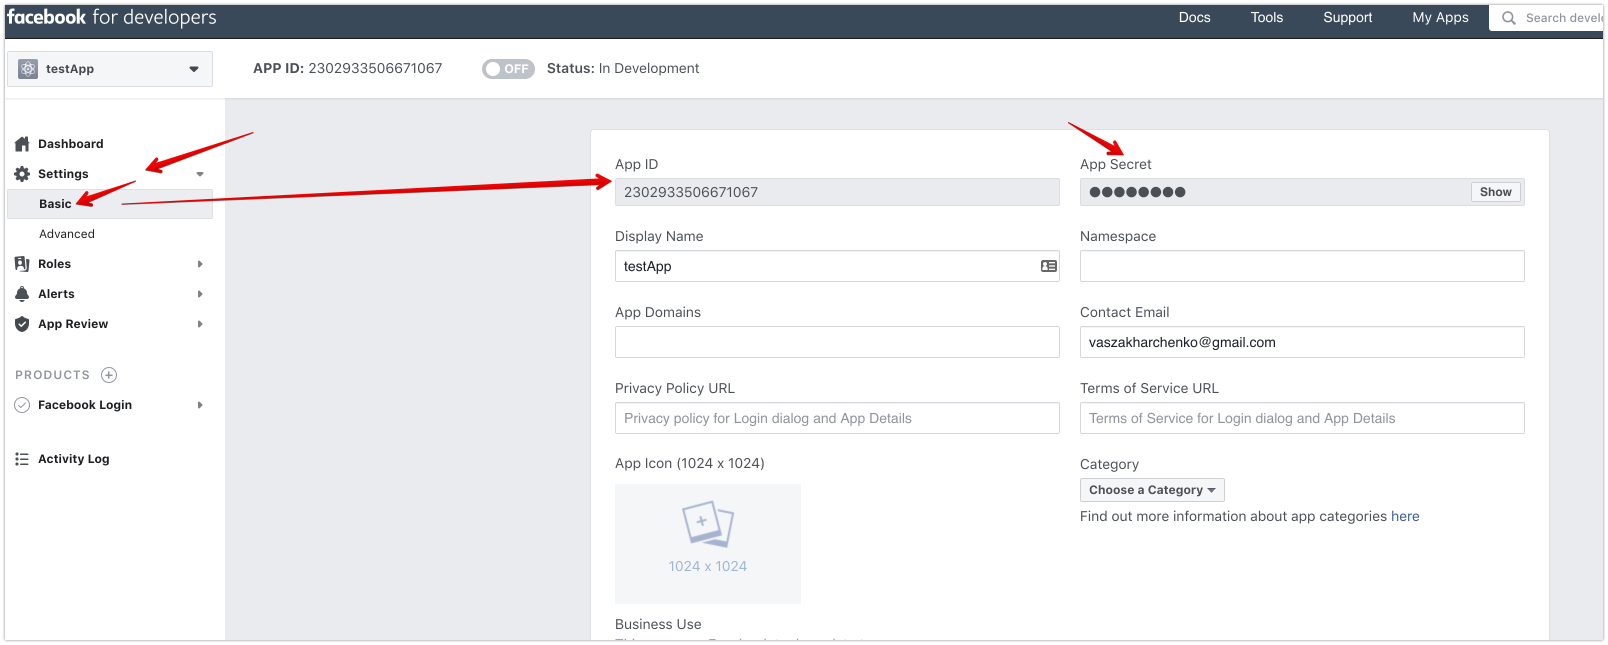 facebook for developers
Docs Tools Support My Apps Search develo
testApp
APP ID: 2302933506671067 OFF Status: In Development
Dashboard
Settings
Basic
Advanced
Roles
Alerts
App Review
PRODUCTS
Facebook Login
Activity Log
App ID
2302933506671067
App Secret
●●●●●●●● Show
Display Name
testApp
Namespace
App Domains
Contact Email
vaszakharchenko@gmail.com
Privacy Policy URL
Privacy policy for Login dialog and App Details
Terms of Service URL
Terms of Service for Login dialog and App Details
App Icon (1024 x 1024)
1024 x 1024
Category
Choose a Category
Find out more information about app categories here
Business Use